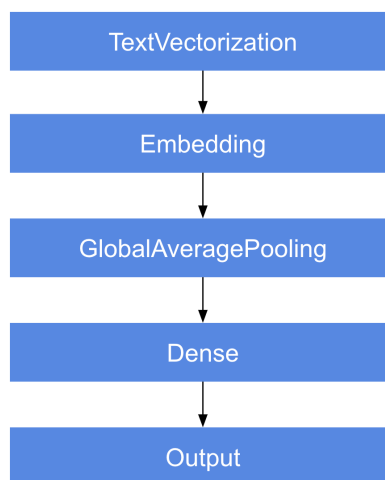 TextVectorization
Embedding
GlobalAveragePooling
Dense
Output